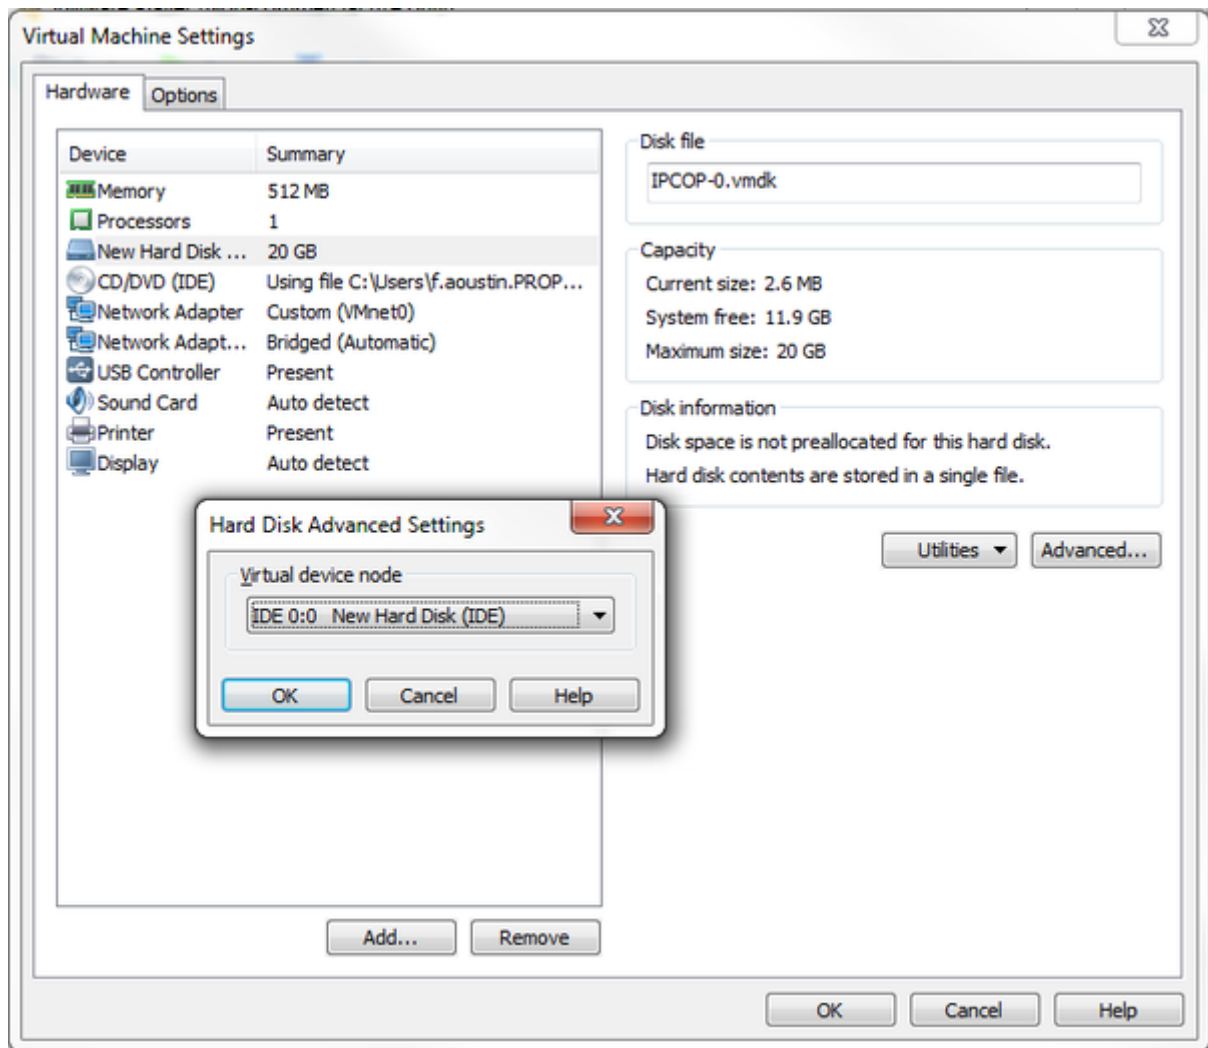 Virtual Machine Settings
Hardware Options
Device Summary
Memory 512 MB
Processors 1
New Hard Disk ... 20 GB
CD/DVD (IDE) Using file C:\Users\f.aoustin.PROP...
Network Adapter Custom (VMnet0)
Network Adapt... Bridged (Automatic)
USB Controller Present
Sound Card Auto detect
Printer Present
Display Auto detect
Add... Remove
Disk file
IPCOP-0.vmdk
Capacity
Current size: 2.6 MB
System free: 11.9 GB
Maximum size: 20 GB
Disk information
Disk space is not preallocated for this hard disk.
Hard disk contents are stored in a single file.
Utilities Advanced...
Hard Disk Advanced Settings
Virtual device node
IDE 0:0 New Hard Disk (IDE)
OK Cancel Help
OK Cancel Help